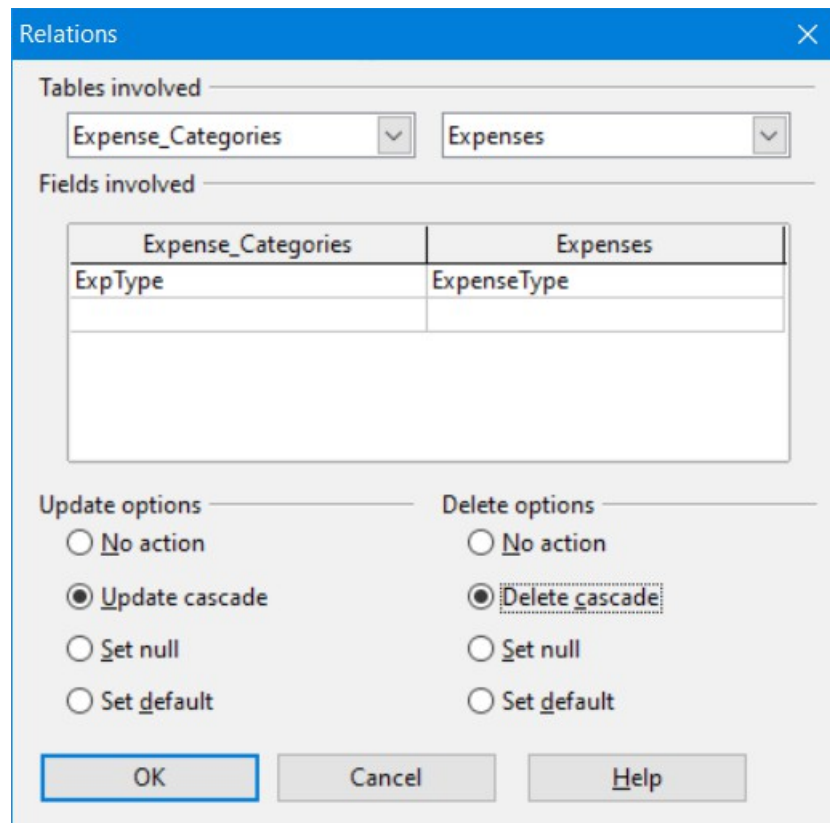 Relations
Tables involved
Expense_Categories Expenses
Fields involved
Expense_Categories Expenses
ExpType ExpenseType
Update options Delete options
No action No action
Update cascade Delete cascade
Set null Set null
Set default Set default
OK Cancel Help